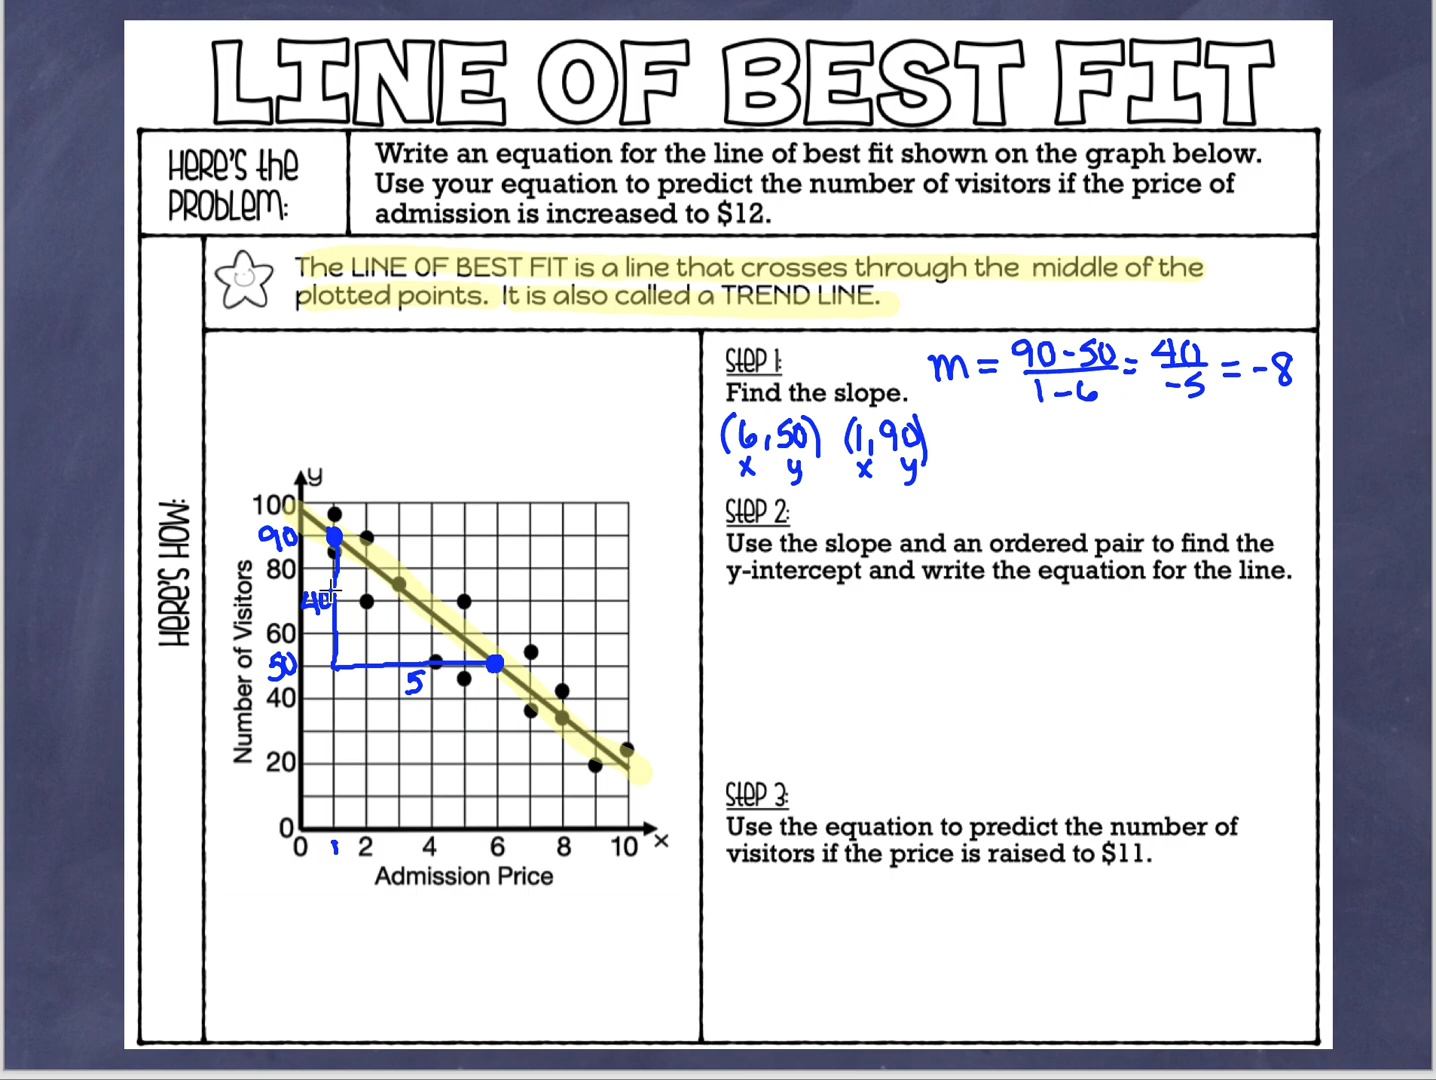 LINE OF BEST FIT
HERE'S the
PROBLEM:
Write an equation for the line of best fit shown on the graph below.
Use your equation to predict the number of visitors if the price of
admission is increased to $12.
The LINE OF BEST FIT is a line that crosses through the middle of the
plotted points. It is also called a TREND LINE.
HERE'S HOW:
y
100
90
80
40
60
50
5
40
20
0
0 1 2 4 6 8 10 x
Number of Visitors
Admission Price
Step 1:
Find the slope.
m = 90-50/1-6 = 40/-5 = -8
(6,50) (1,90)
x y x y
Step 2:
Use the slope and an ordered pair to find the
y-intercept and write the equation for the line.
Step 3:
Use the equation to predict the number of
visitors if the price is raised to $11.